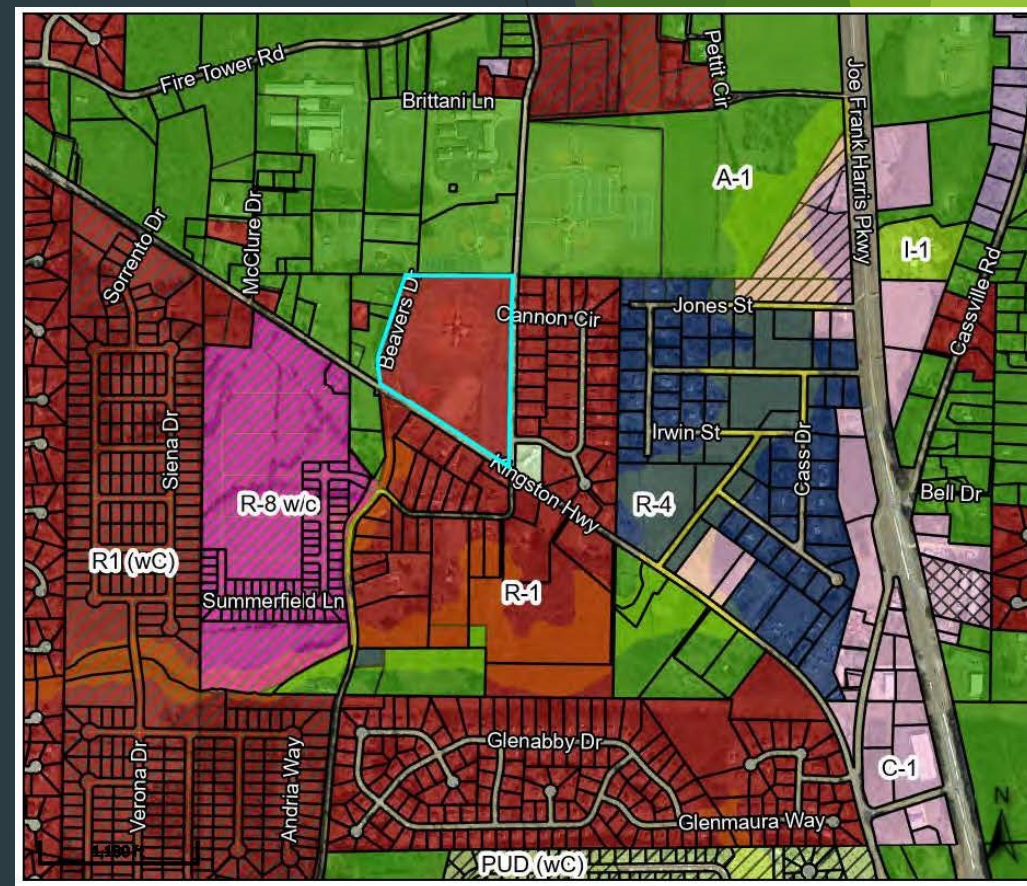 Fire Tower Rd
Pettit Cir
Brittani Ln
Joe Frank Harris Pkwy
A-1
McClure Dr
Sorrento Dr
I-1
Beavers Dr
Jones St
Cannon Cir
Cassville Rd
Siena Dr
Irwin St
Cass Dr
Kingston Hwy
Bell Dr
R-8 w/c
R-4
R1 (wC)
R-1
Summerfield Ln
Glenabby Dr
Verona Dr
Andria Way
C-1
N
Glenmaura Way
PUD (wC)